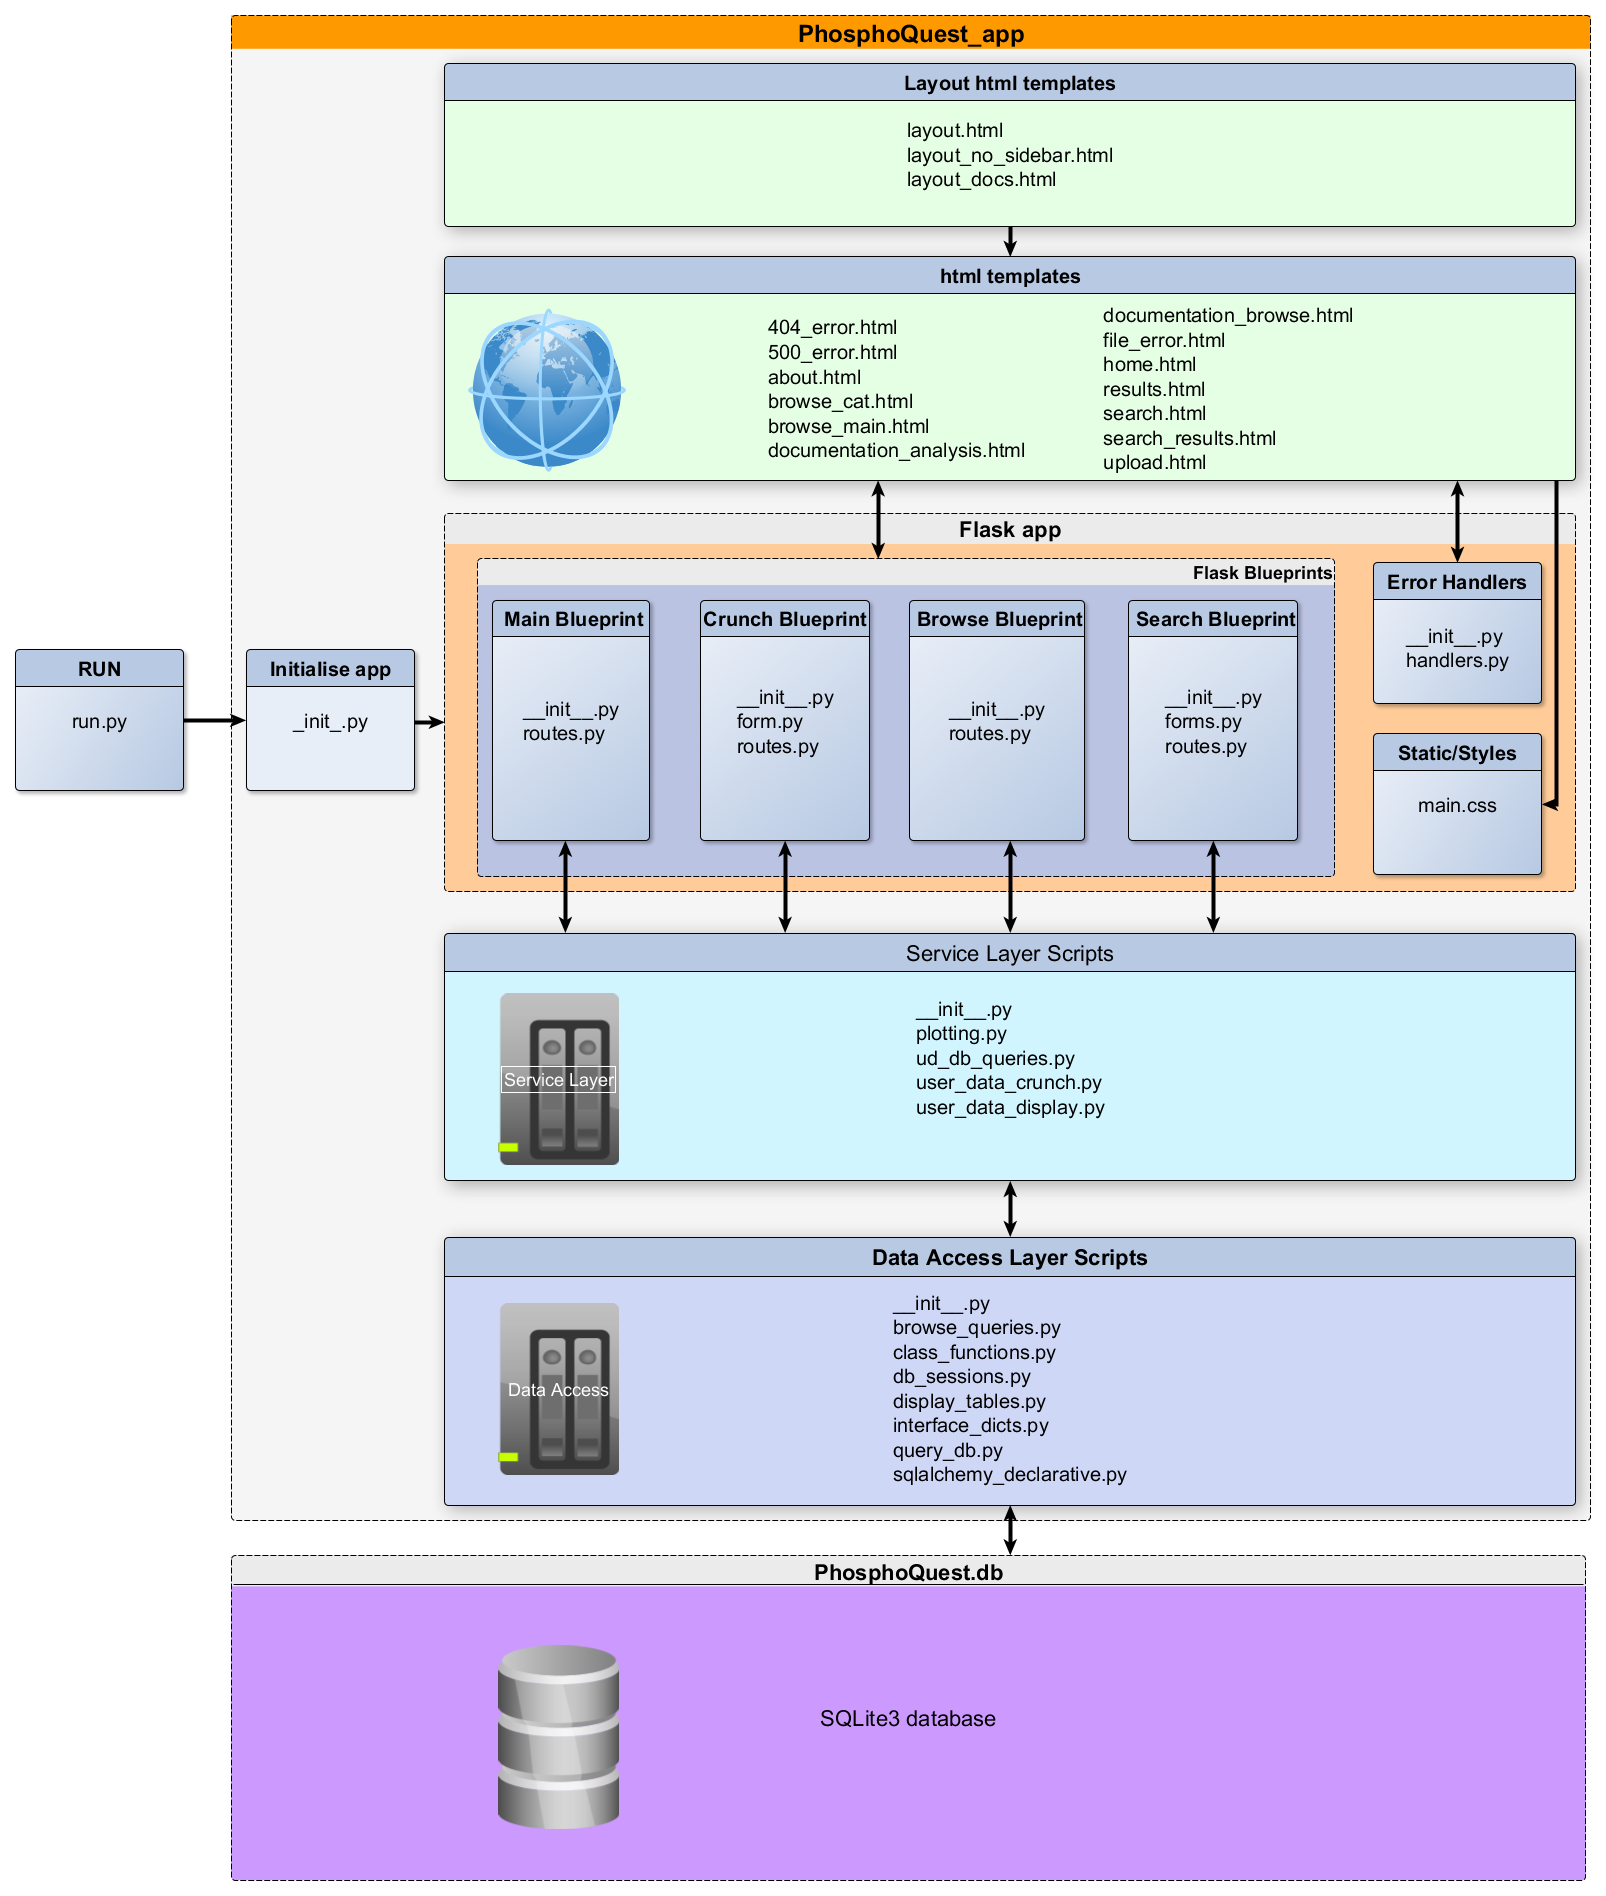 PhosphoQuest_app
Layout html templates
layout.html
layout_no_sidebar.html
layout_docs.html
html templates
404_error.html
500_error.html
about.html
browse_cat.html
browse_main.html
documentation_analysis.html
documentation_browse.html
file_error.html
home.html
results.html
search.html
search_results.html
upload.html
Flask app
Flask Blueprints
Main Blueprint
__init__.py
routes.py
Crunch Blueprint
__init__.py
form.py
routes.py
Browse Blueprint
__init__.py
routes.py
Search Blueprint
__init__.py
forms.py
routes.py
Error Handlers
__init__.py
handlers.py
Static/Styles
main.css
RUN
run.py
Initialise app
_init_.py
Service Layer Scripts
Service Layer
__init__.py
plotting.py
ud_db_queries.py
user_data_crunch.py
user_data_display.py
Data Access Layer Scripts
Data Access
__init__.py
browse_queries.py
class_functions.py
db_sessions.py
display_tables.py
interface_dicts.py
query_db.py
sqlalchemy_declarative.py
PhosphoQuest.db
SQLite3 database